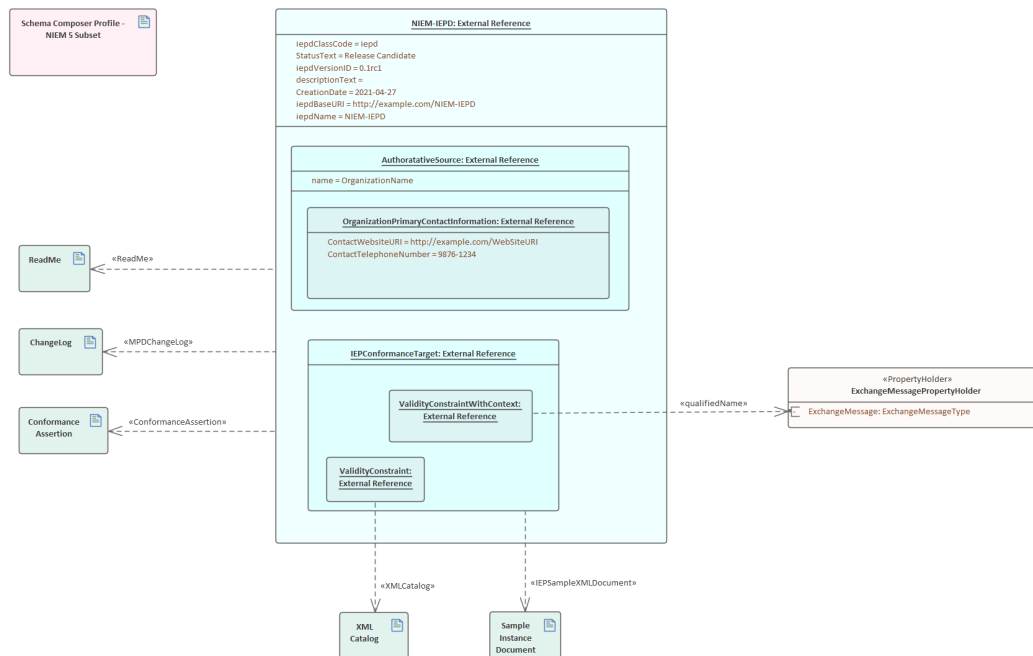 Schema Composer Profile -
NIEM 5 Subset
NIEM-IEPD: External Reference
iepdClassCode = iepd
StatusText = Release Candidate
iepdVersionID = 0.1rc1
descriptionText =
CreationDate = 2021-04-27
iepdBaseURI = http://example.com/NIEM-IEPD
iepdName = NIEM-IEPD
AuthoratativeSource: External Reference
name = OrganizationName
OrganizationPrimaryContactInformation: External Reference
ContactWebsiteURI = http://example.com/WebSiteURI
ContactTelephoneNumber = 9876-1234
ReadMe
«ReadMe»
ChangeLog
«MPDChangeLog»
Conformance
Assertion
«ConformanceAssertion»
IEPConformanceTarget: External Reference
ValidityConstraintWithContext:
External Reference
«qualifiedName»
«PropertyHolder»
ExchangeMessagePropertyHolder
ExchangeMessage: ExchangeMessageType
ValidityConstraint:
External Reference
«XMLCatalog»
«IEPSampleXMLDocument»
XML
Catalog
Sample
Instance
Document